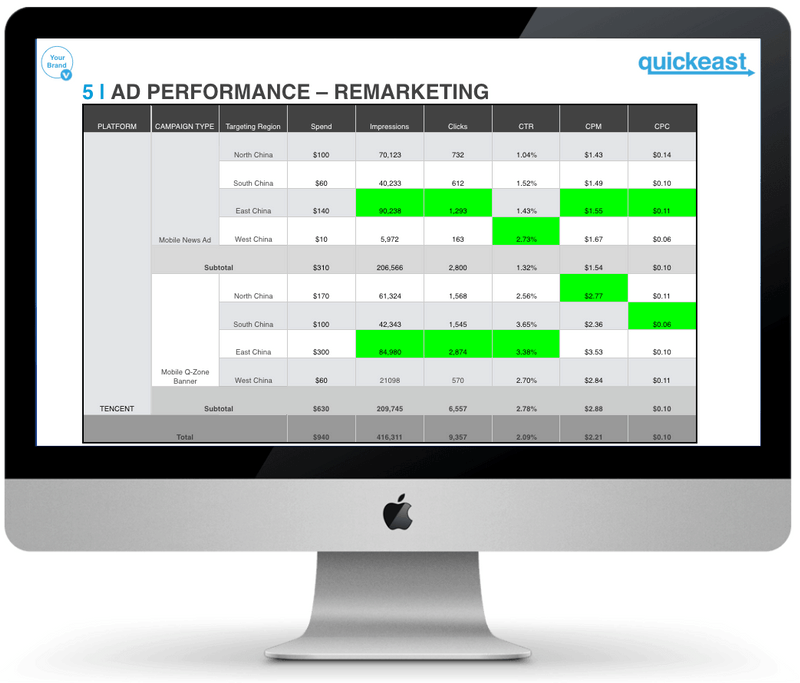 Your
Brand
V
quickeast
5 | AD PERFORMANCE – REMARKETING
PLATFORM CAMPAIGN TYPE Targeting Region Spend Impressions Clicks CTR CPM CPC
North China $100 70,123 732 1.04% $1.43 $0.14
South China $60 40,233 612 1.52% $1.49 $0.10
East China $140 90,238 1,293 1.43% $1.55 $0.11
Mobile News Ad West China $10 5,972 163 2.73% $1.67 $0.06
Subtotal $310 206,566 2,800 1.32% $1.54 $0.10
North China $170 61,324 1,568 2.56% $2.77 $0.11
South China $100 42,343 1,545 3.65% $2.36 $0.06
East China $300 84,980 2,874 3.38% $3.53 $0.10
Mobile Q-Zone
Banner West China $60 21098 570 2.70% $2.84 $0.11
TENCENT Subtotal $630 209,745 6,557 2.78% $2.88 $0.10
Total $940 416,311 9,357 2.09% $2.21 $0.10